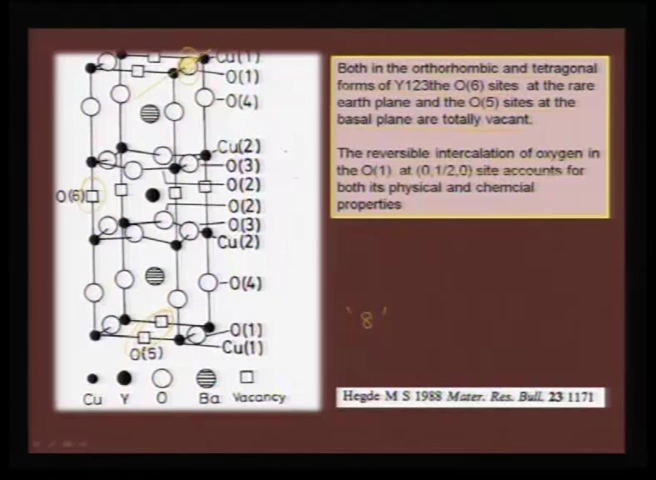 Cu(1)
O(1)
O(4)
Cu(2)
O(3)
O(2)
O(6)
O(2)
O(3)
Cu(2)
O(4)
O(1)
Cu(1)
O(5)
Cu Y O Ba Vacancy
Both in the orthorhombic and tetragonal
forms of Y123the O(6) sites at the rare
earth plane and the O(5) sites at the
basal plane are totally vacant.
The reversible intercalation of oxygen in
the O(1) at (0,1/2,0) site accounts for
both its physical and chemcial
properties
' 8 '
Hegde M S 1988 Mater. Res. Bull. 23 1171